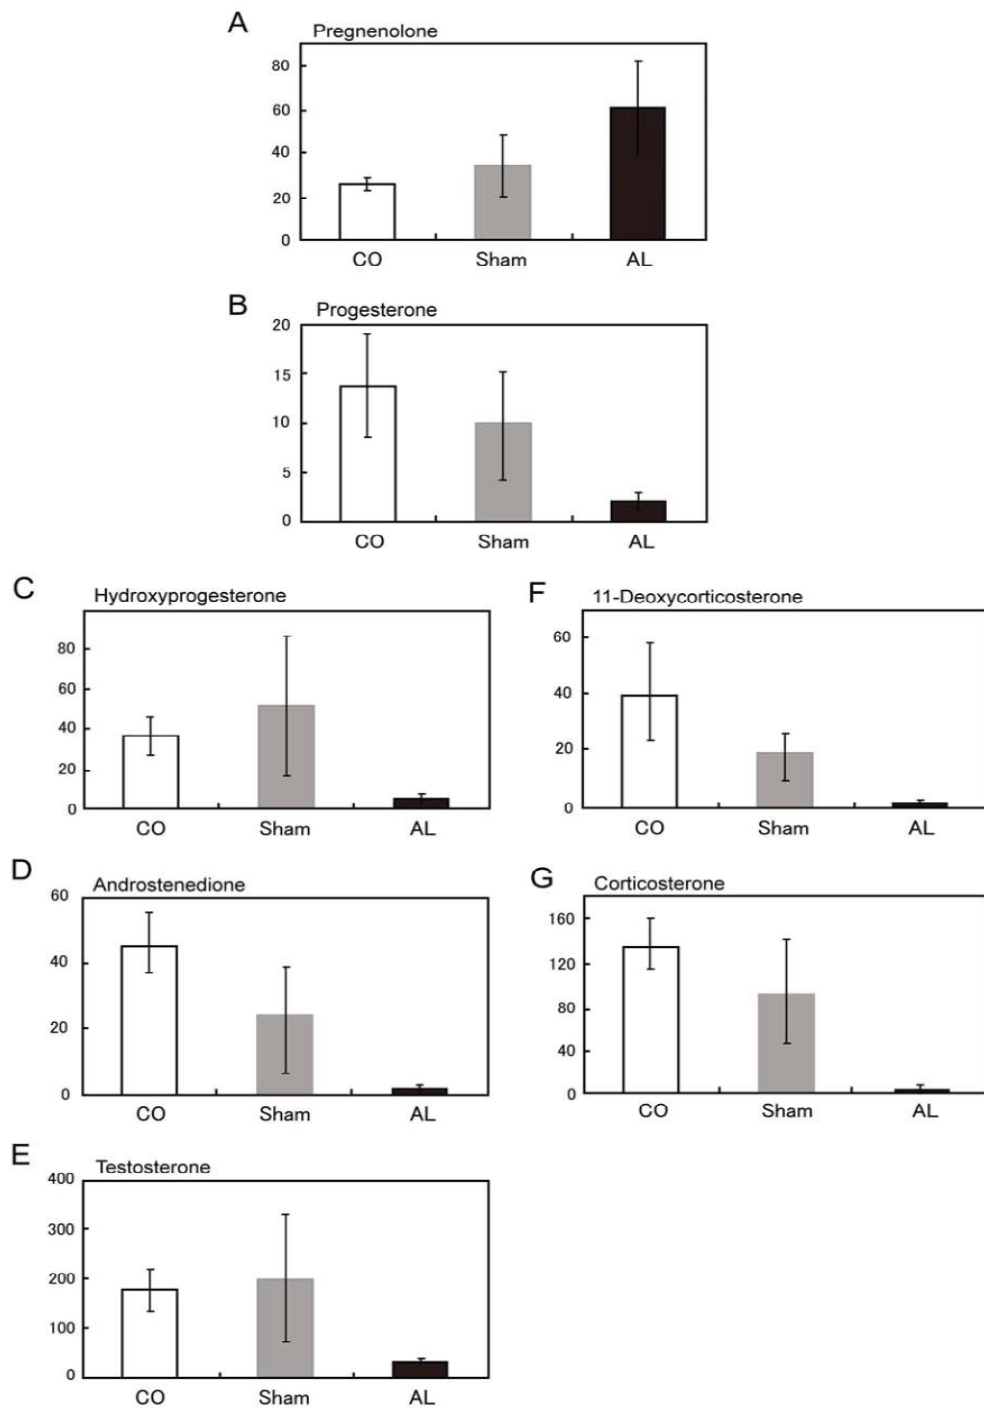 A
Pregnenolone
80
60
40
20
0
CO Sham AL
B
Progesterone
20
15
10
5
0
CO Sham AL
C
Hydroxyprogesterone
80
60
40
20
0
CO Sham AL
D
Androstenedione
60
40
20
0
CO Sham AL
E
Testosterone
400
300
200
100
0
CO Sham AL
F
11-Deoxycorticosterone
60
40
20
0
CO Sham AL
G
Corticosterone
160
120
80
40
0
CO Sham AL